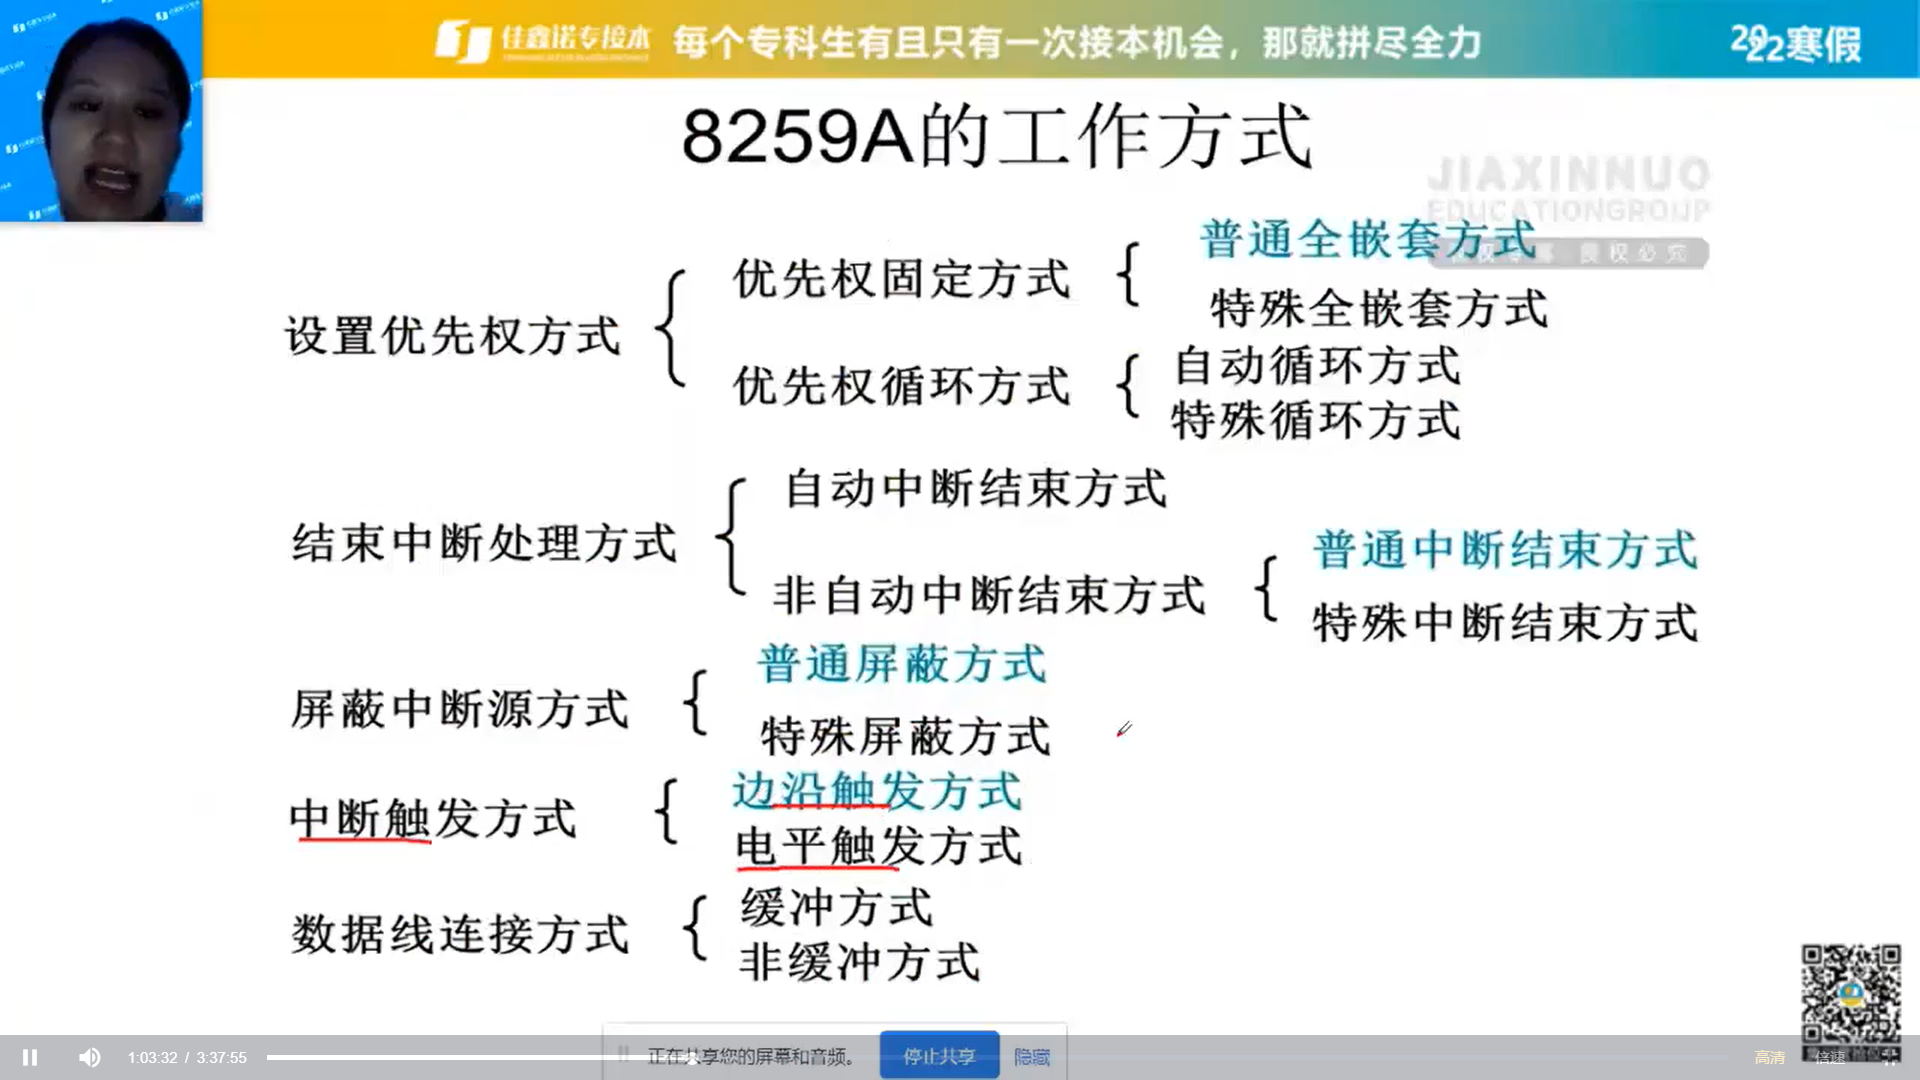 佳鑫诺专接本
每个专科生有且只有一次接本机会，那就拼尽全力
2022寒假
8259A的工作方式
JIAXINNUO
EDUCATIONGROUP
普通全嵌套方式
优先权固定方式
特殊全嵌套方式
设置优先权方式
自动循环方式
优先权循环方式
特殊循环方式
自动中断结束方式
结束中断处理方式
普通中断结束方式
非自动中断结束方式
特殊中断结束方式
普通屏蔽方式
屏蔽中断源方式
特殊屏蔽方式
边沿触发方式
中断触发方式
电平触发方式
缓冲方式
数据线连接方式
非缓冲方式
1:03:32 / 3:37:55
正在共享您的屏幕和音频。
停止共享
隐藏
高清
倍速